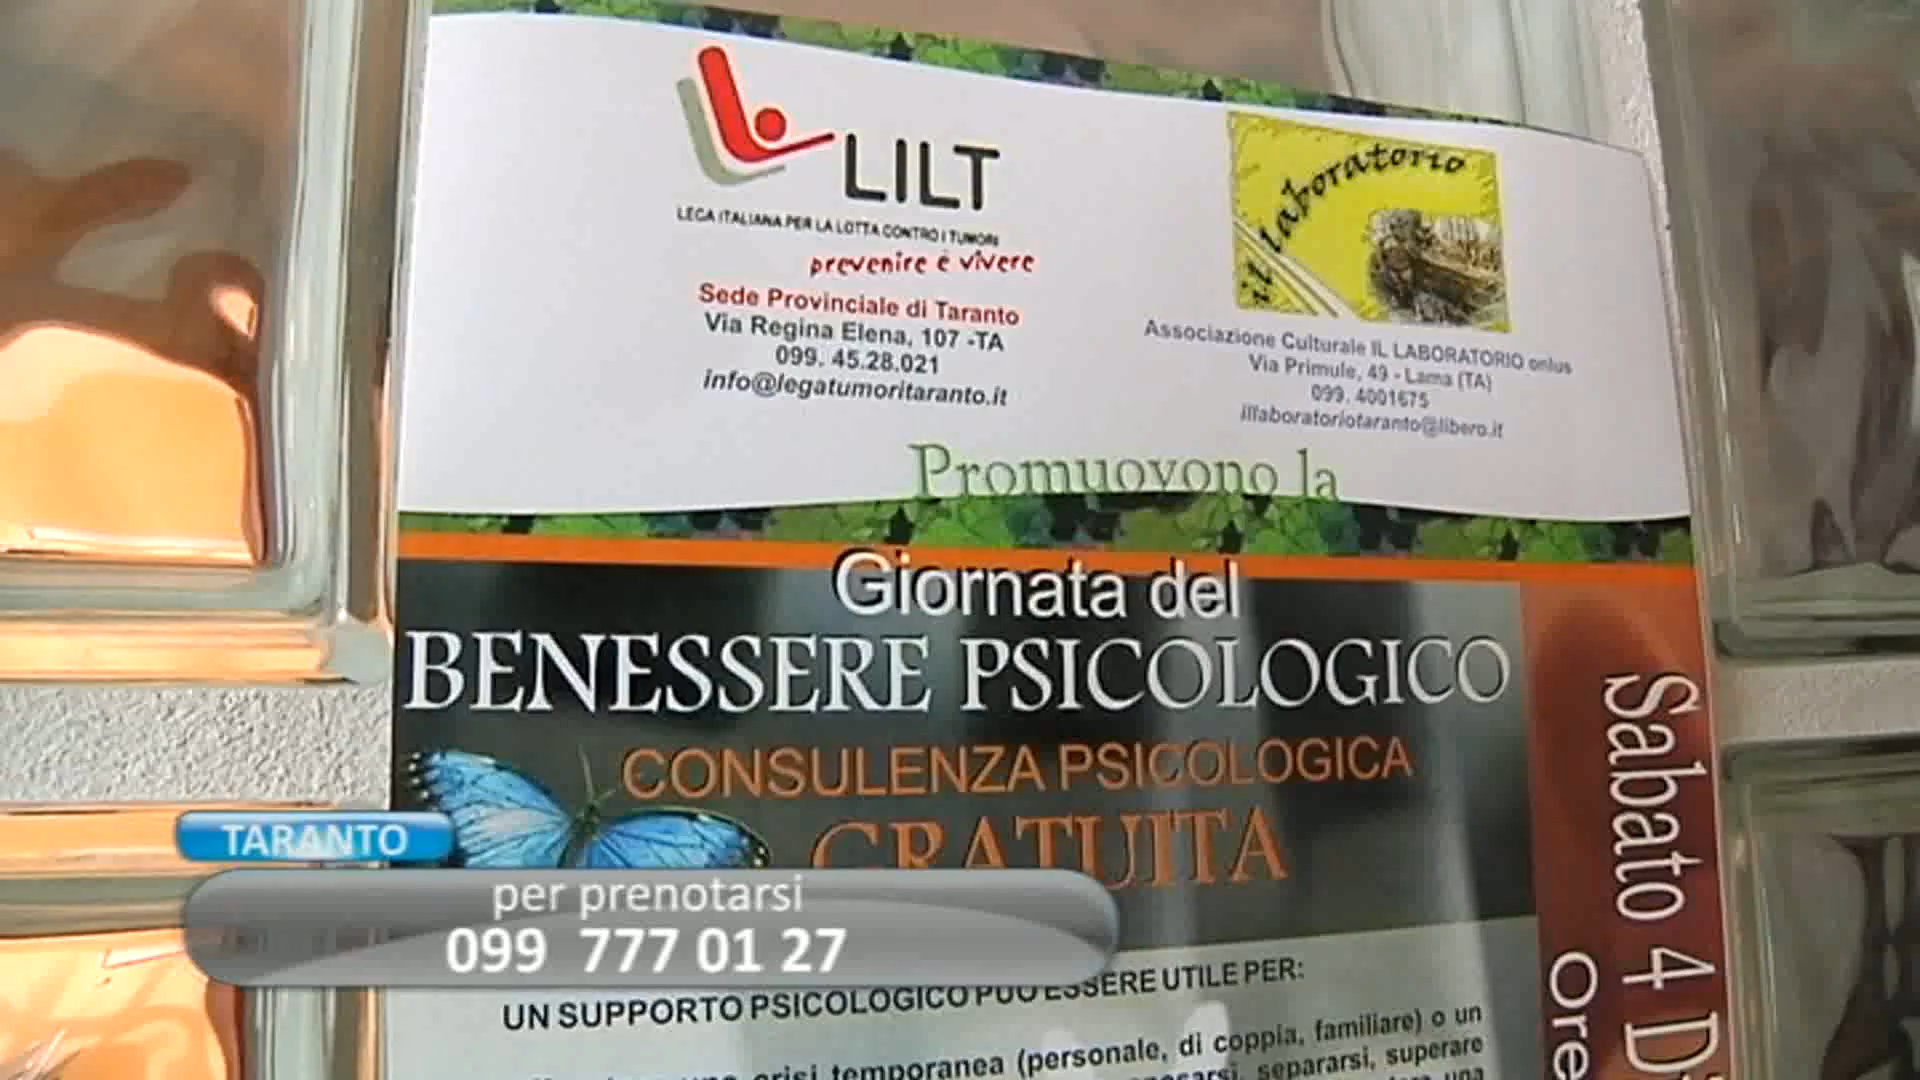 LILT
LEGA ITALIANA PER LA LOTTA CONTRO I TUMORI
prevenire è vivere
Sede Provinciale di Taranto
Via Regina Elena, 107 -TA
099. 45.28.021
info@legatumoritaranto.it
il laboratorio
Associazione Culturale IL LABORATORIO onlus
Via Primule, 49 - Lama (TA)
099. 4001675
illaboratoriotaranto@libero.it
Promuovono la
Giornata del
BENESSERE PSICOLOGICO
CONSULENZA PSICOLOGICA
GRATUITA
Sabato 4 D
Ore
TARANTO
per prenotarsi
099 777 01 27
UN SUPPORTO PSICOLOGICO PUÒ ESSERE UTILE PER:
crisi temporanea (personale, di coppia, familiare) o un
separarsi, superare
una